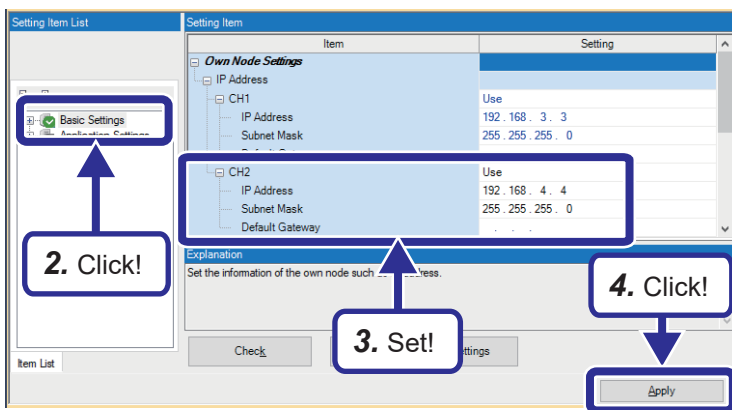 Setting Item List
Setting Item
Item Setting
Own Node Settings
IP Address
CH1 Use
IP Address 192.168. 3. 3
Subnet Mask 255.255.255. 0
CH2 Use
IP Address 192.168. 4. 4
Subnet Mask 255.255.255. 0
Default Gateway . . .
Basic Settings
Application Settings
2. Click!
Explanation
Set the information of the own node such
4. Click!
3. Set!
Check
Item List
Apply